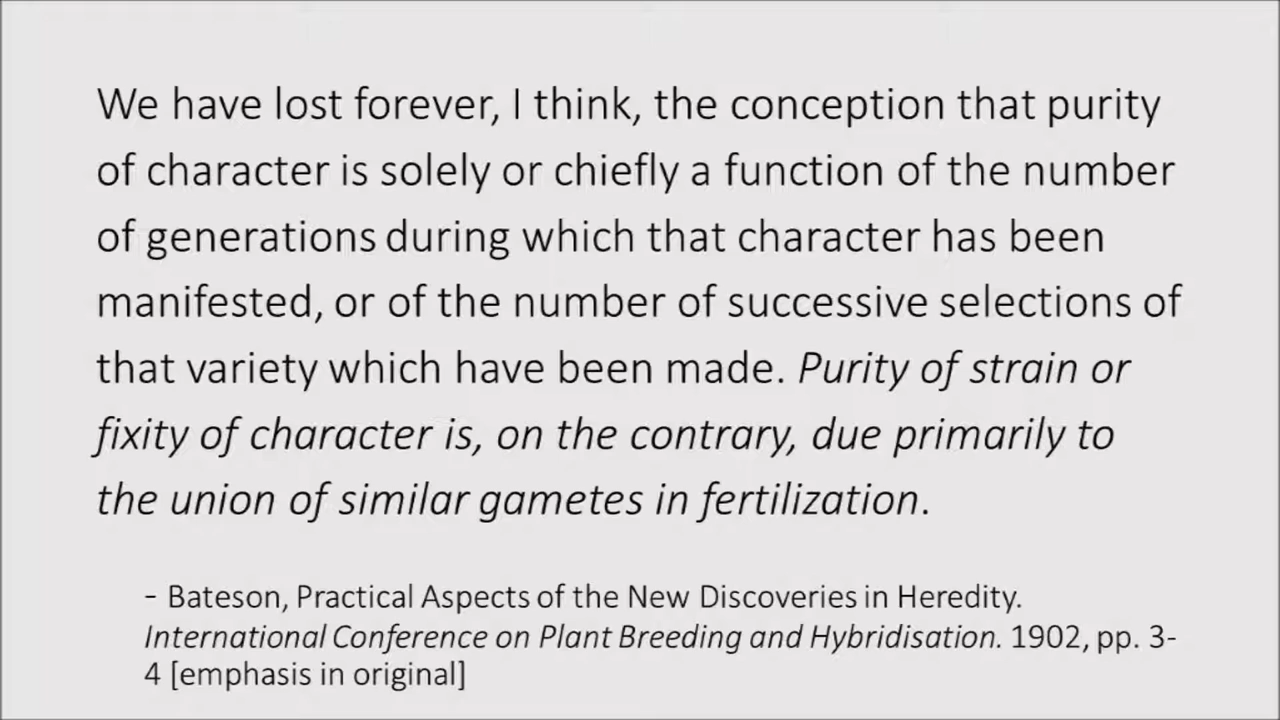 We have lost forever, I think, the conception that purity
of character is solely or chiefly a function of the number
of generations during which that character has been
manifested, or of the number of successive selections of
that variety which have been made. Purity of strain or
fixity of character is, on the contrary, due primarily to
the union of similar gametes in fertilization.
- Bateson, Practical Aspects of the New Discoveries in Heredity.
International Conference on Plant Breeding and Hybridisation. 1902, pp. 3-
4 [emphasis in original]